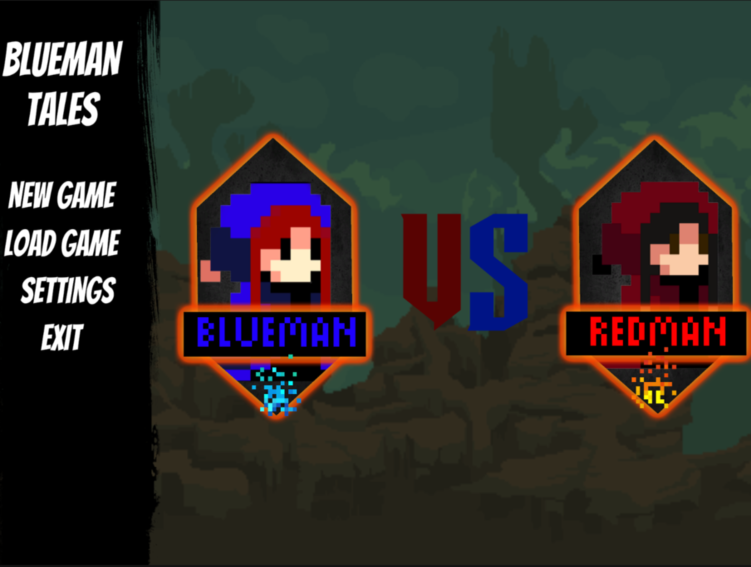 BLUEMAN
TALES
NEW GAME
LOAD GAME
SETTINGS
EXIT
BLUEMAN
VS
REDMAN